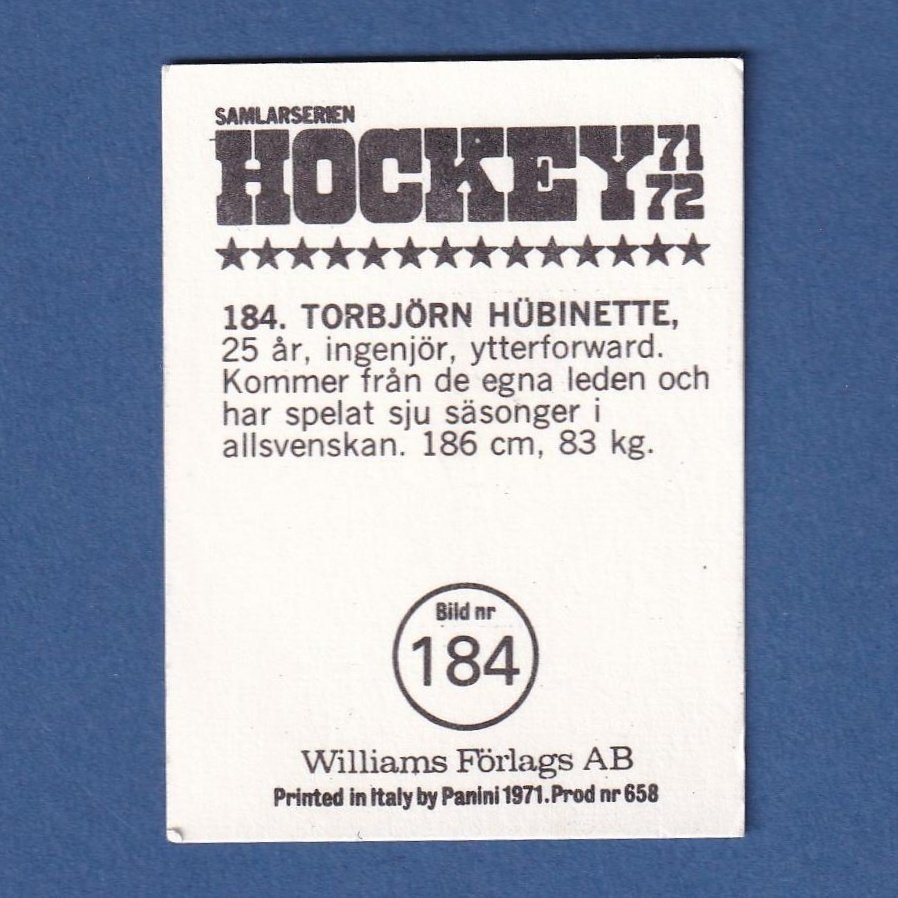 SAMLARSERIEN
HOCKEY 71 72
184. TORBJÖRN HÜBINETTE,
25 år, ingenjör, ytterforward.
Kommer från de egna leden och
har spelat sju säsonger i
allsvenskan. 186 cm, 83 kg.
Bild nr
184
Williams Förlags AB
Printed in Italy by Panini 1971. Prod nr 658